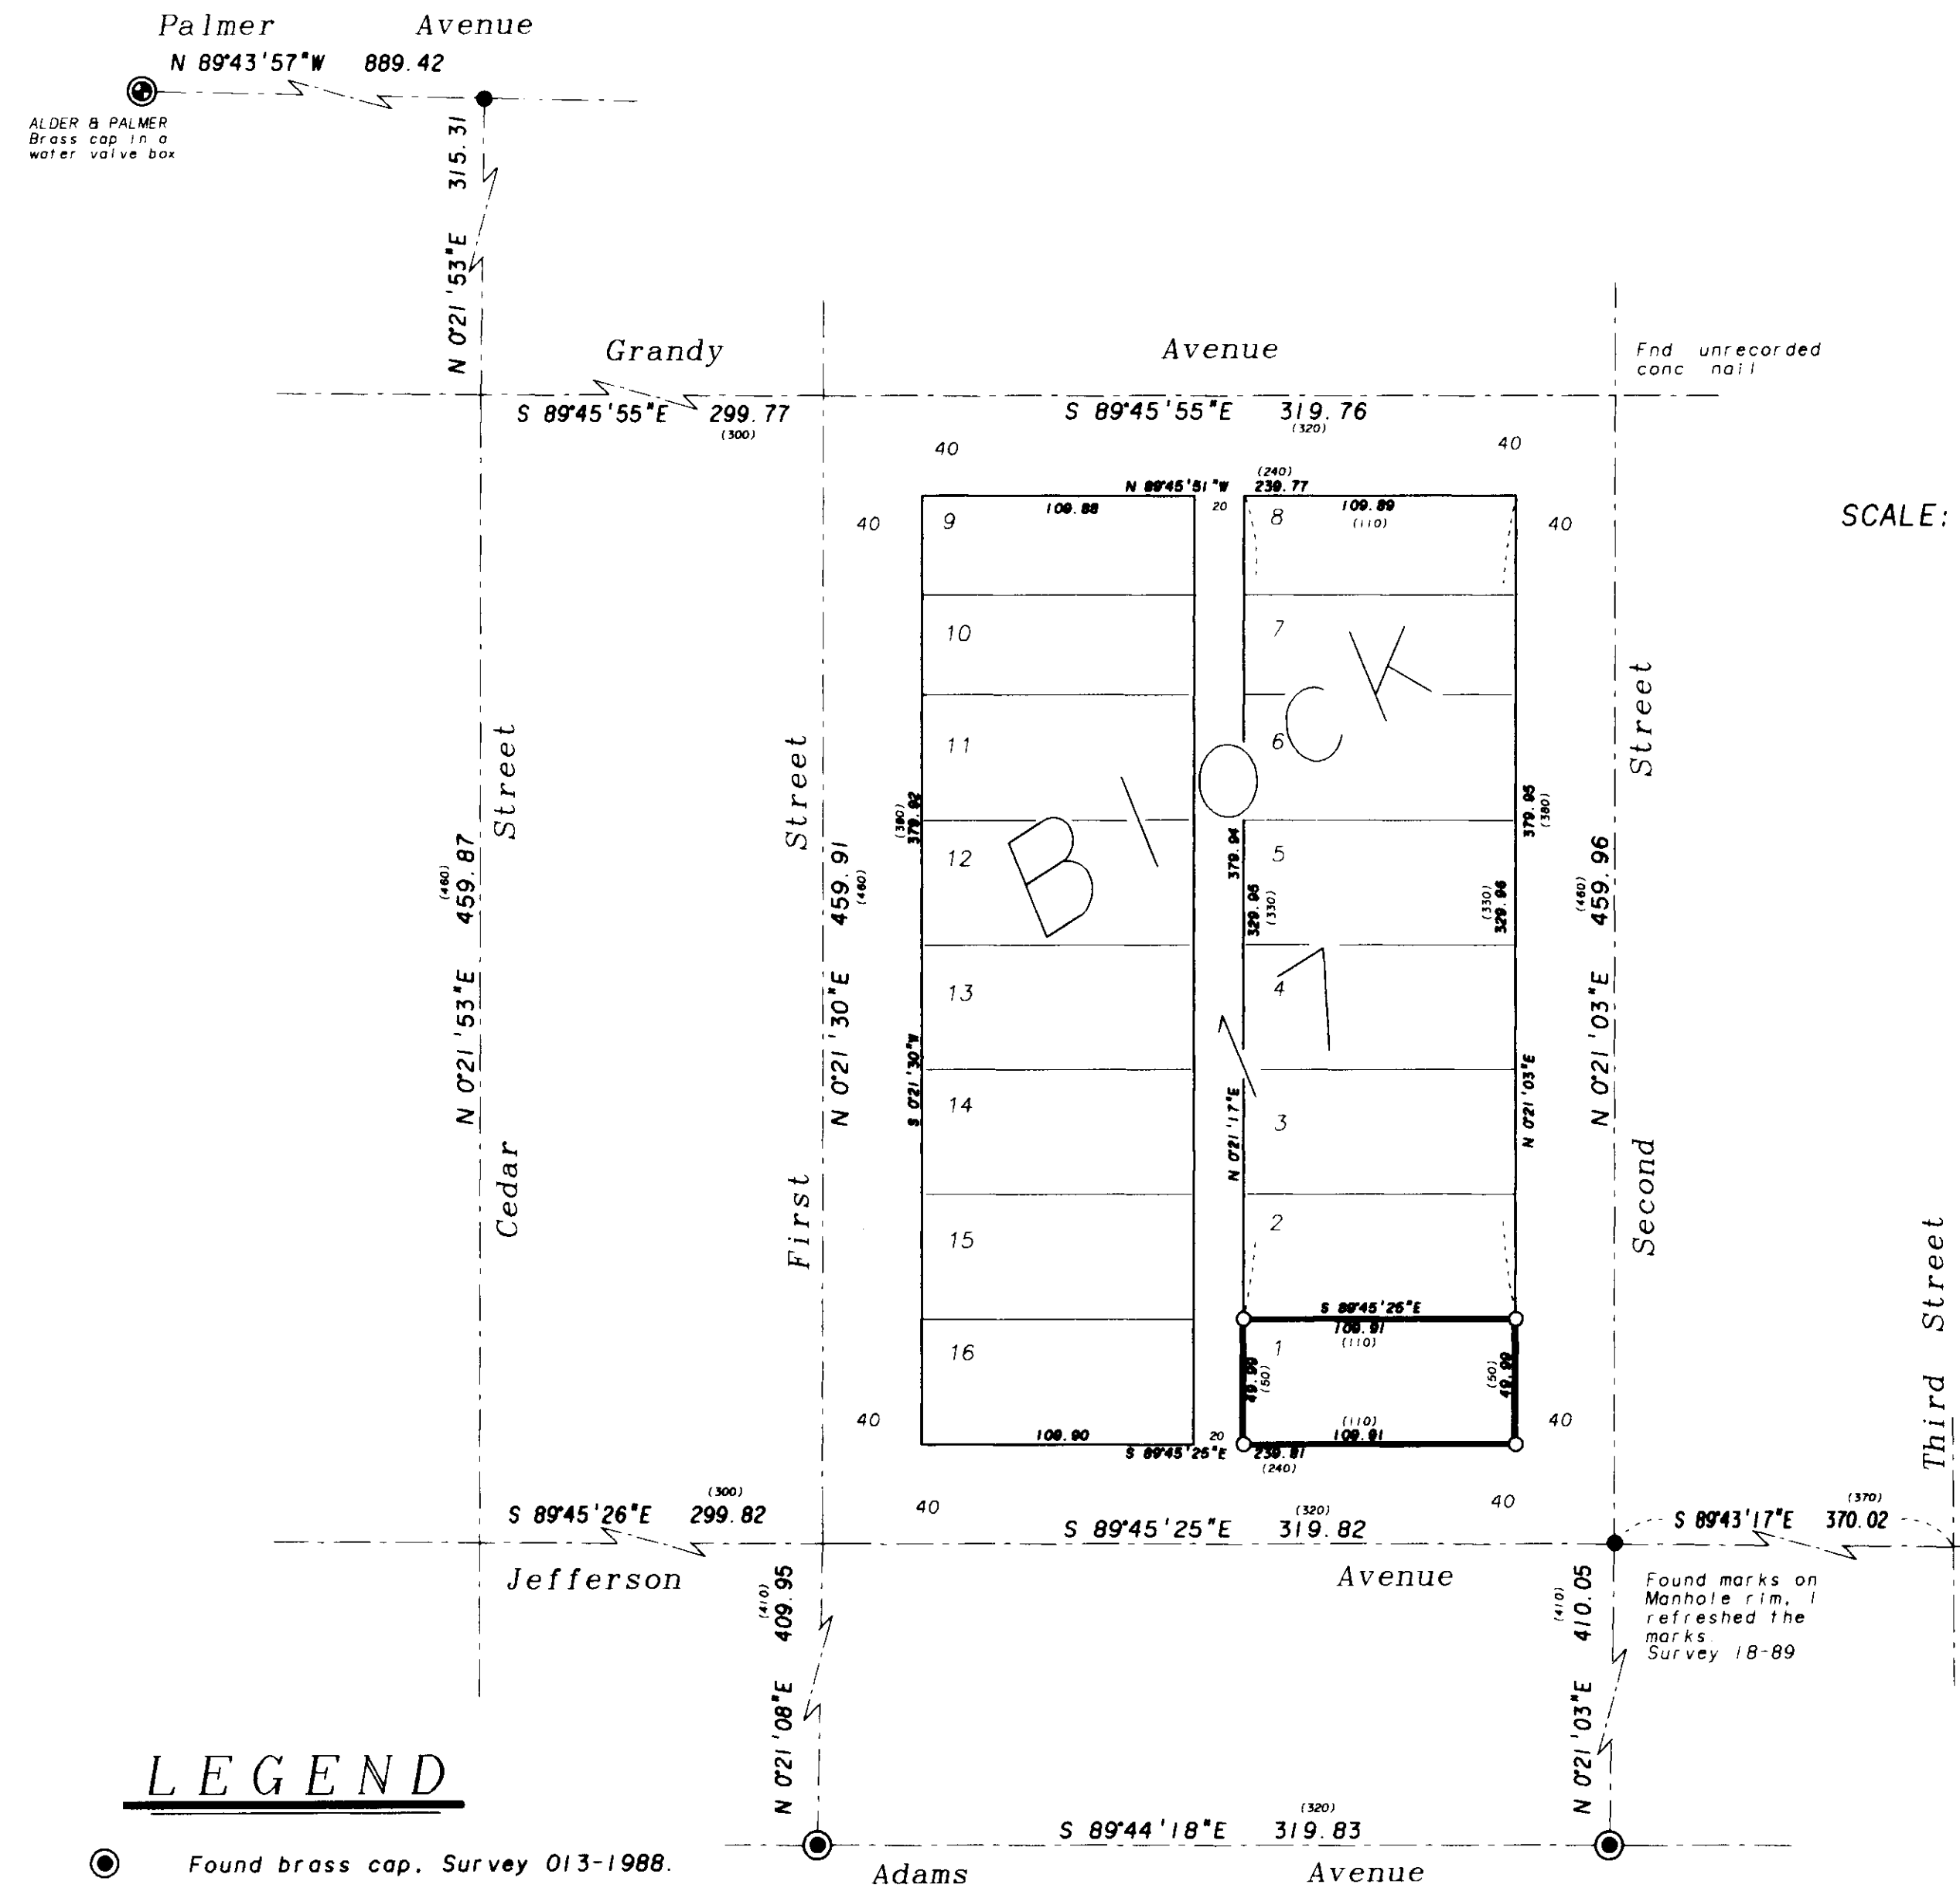 Palmer Avenue
N 89°43'57"W 889.42
ALDER & PALMER
Brass cap in a
water valve box
N 0°21'53"E 315.31
Grandy Avenue
Fnd unrecorded
conc nail
S 89°45'55"E 299.77
(300)
S 89°45'55"E 319.76
(320)
40
40
(240)
N 89°45'51"W 239.77
SCALE:
40
9
109.88
20
8
109.89
(110)
40
10
7
11
6
12
5
13
4
14
3
15
2
16
1
BLOCK
17
Cedar Street
(460)
N 0°21'53"E 459.87
First Street
N 0°21'30"E 459.91
(460)
(380)
379.92
S 0°21'30"W
379.94
329.95
(330)
N 0°21'17"E
(330)
329.96
379.95
(380)
N 0°21'03"E
(460)
N 0°21'03"E 459.96
Second Street
Third Street
S 89°45'26"E
109.91
(110)
49.99
(50)
(50)
49.99
40
(110)
109.91
40
109.90
20
S 89°45'25"E 239.81
(240)
40
40
(300)
S 89°45'26"E 299.82
(320)
S 89°45'25"E 319.82
(370)
S 89°43'17"E 370.02
Jefferson Avenue
(410)
N 0°21'08"E 409.95
(410)
N 0°21'03"E 410.05
Found marks on
Manhole rim, I
refreshed the
marks.
Survey 18-89
LEGEND
Found brass cap, Survey 013-1988.
(320)
S 89°44'18"E 319.83
Adams Avenue